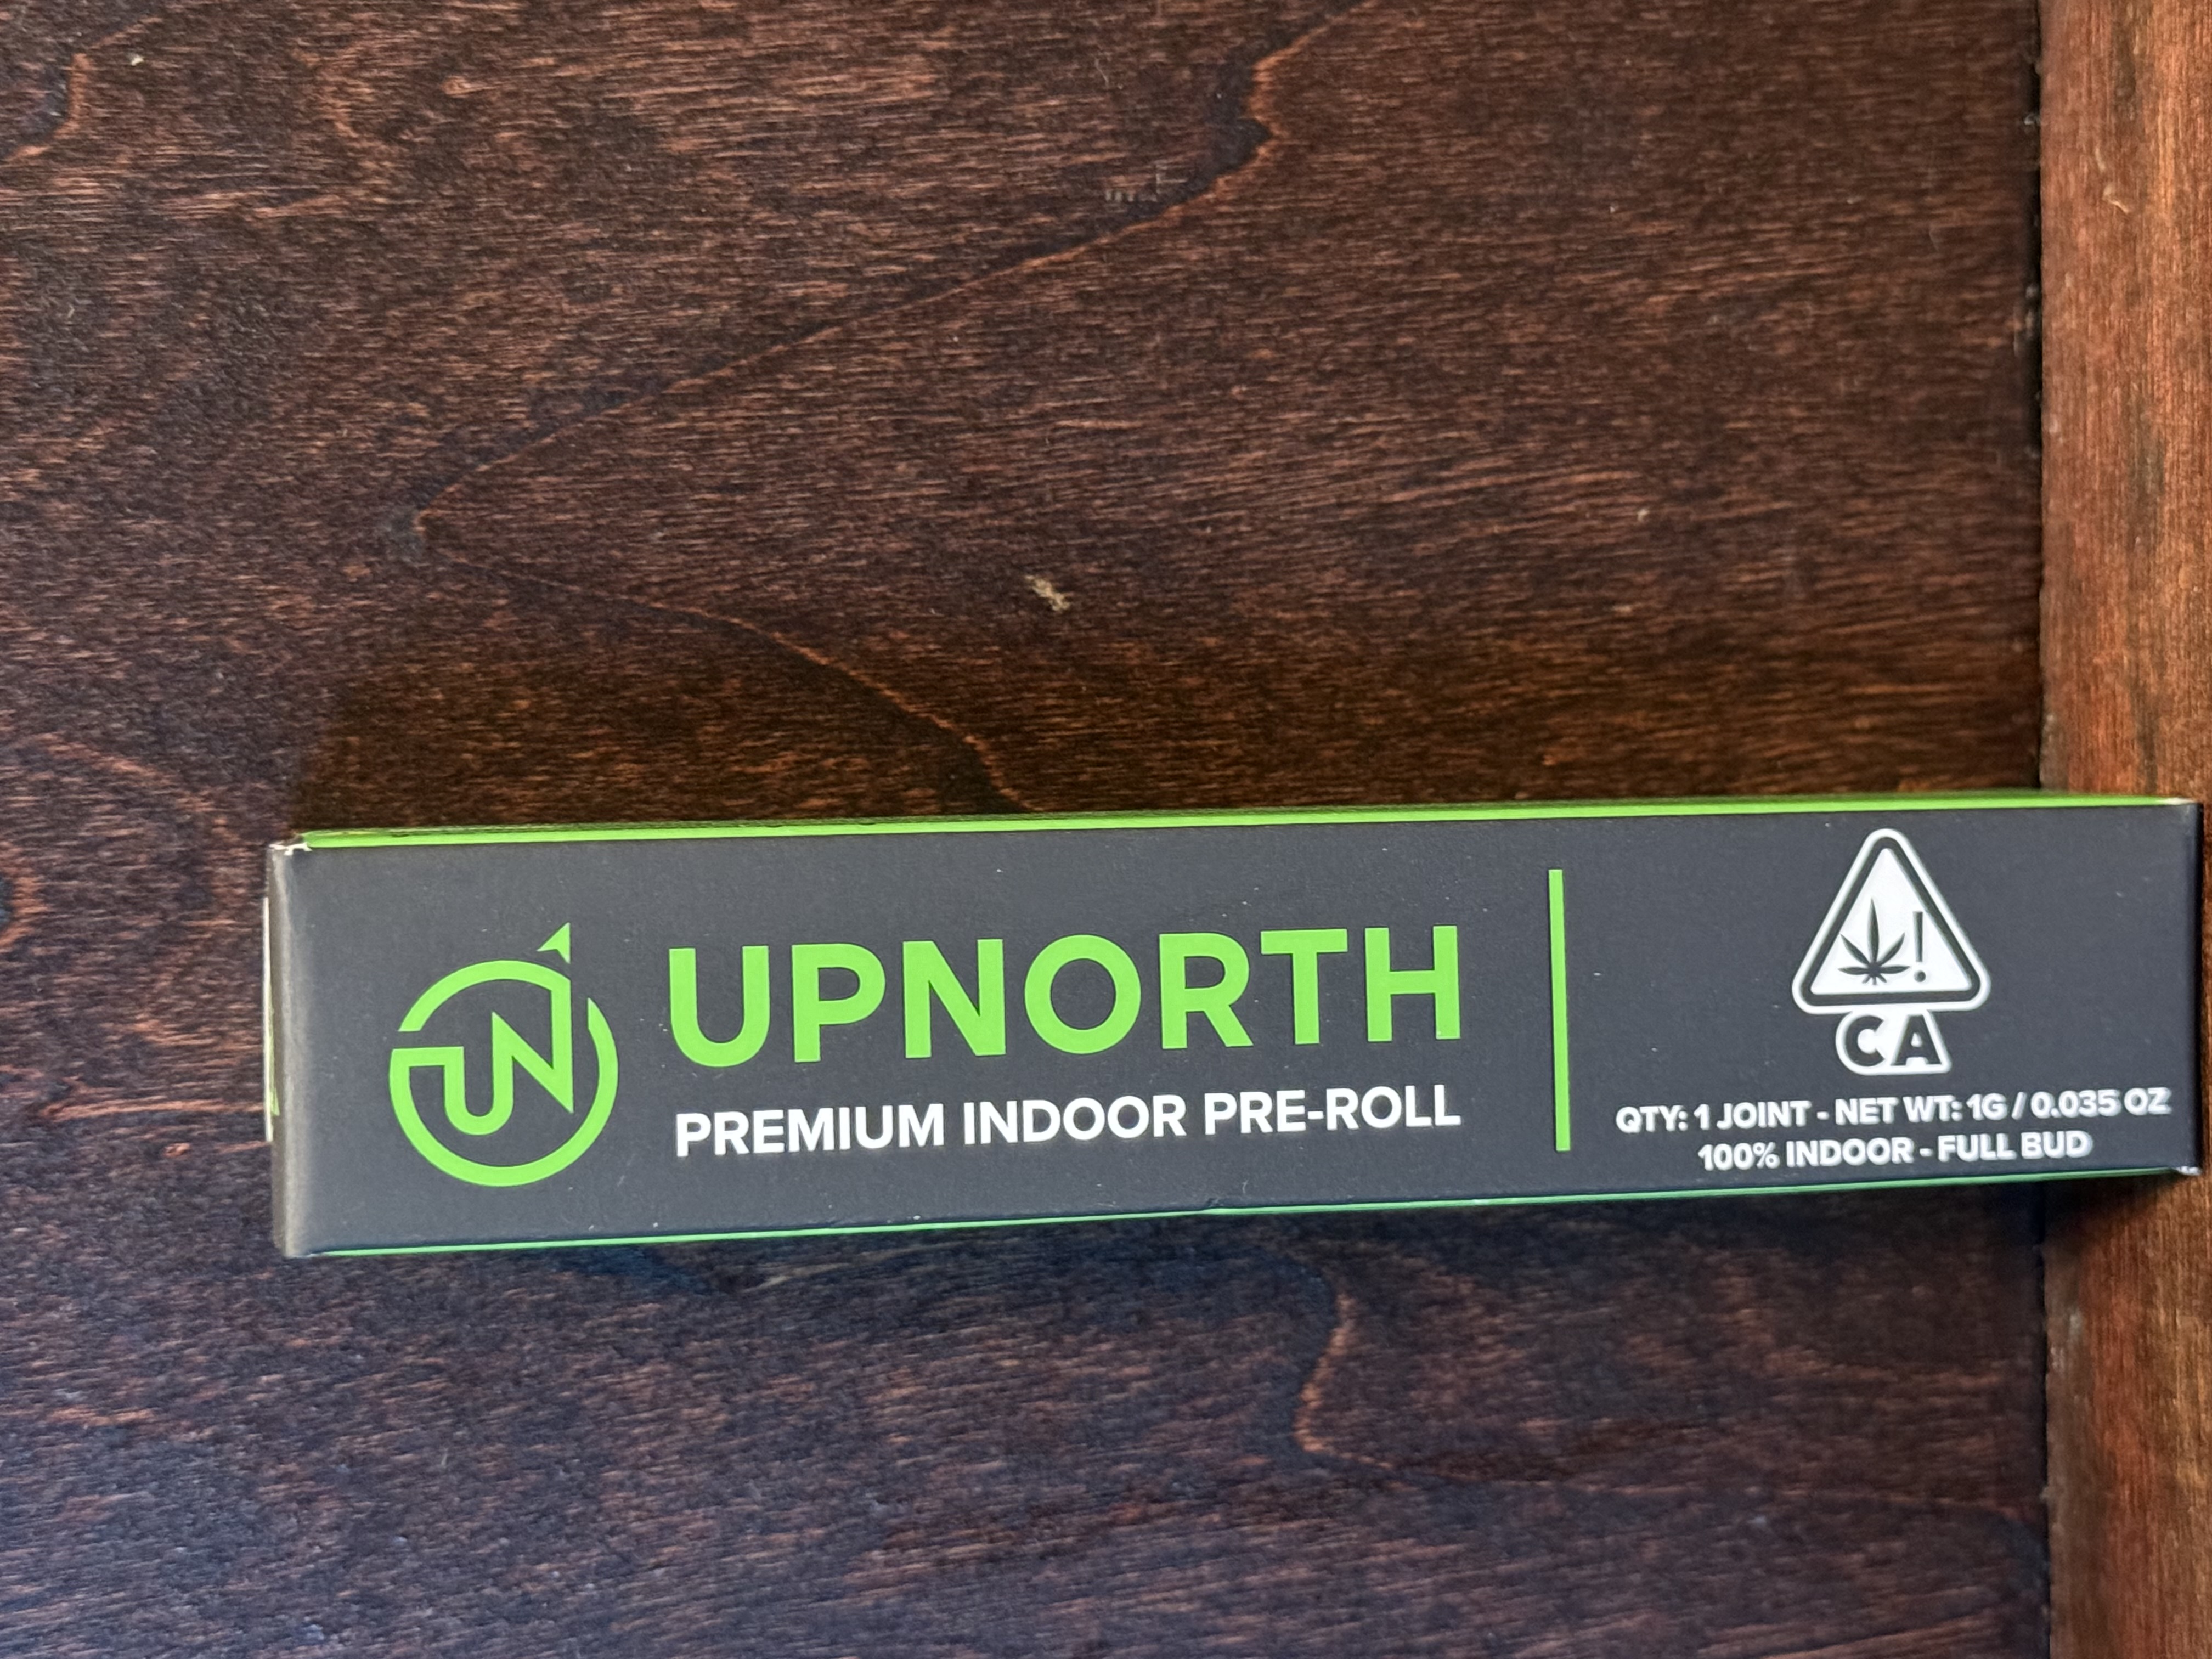 UN
UPNORTH
PREMIUM INDOOR PRE-ROLL
!
CA
QTY: 1 JOINT - NET WT: 1G / 0.035 OZ
100% INDOOR - FULL BUD